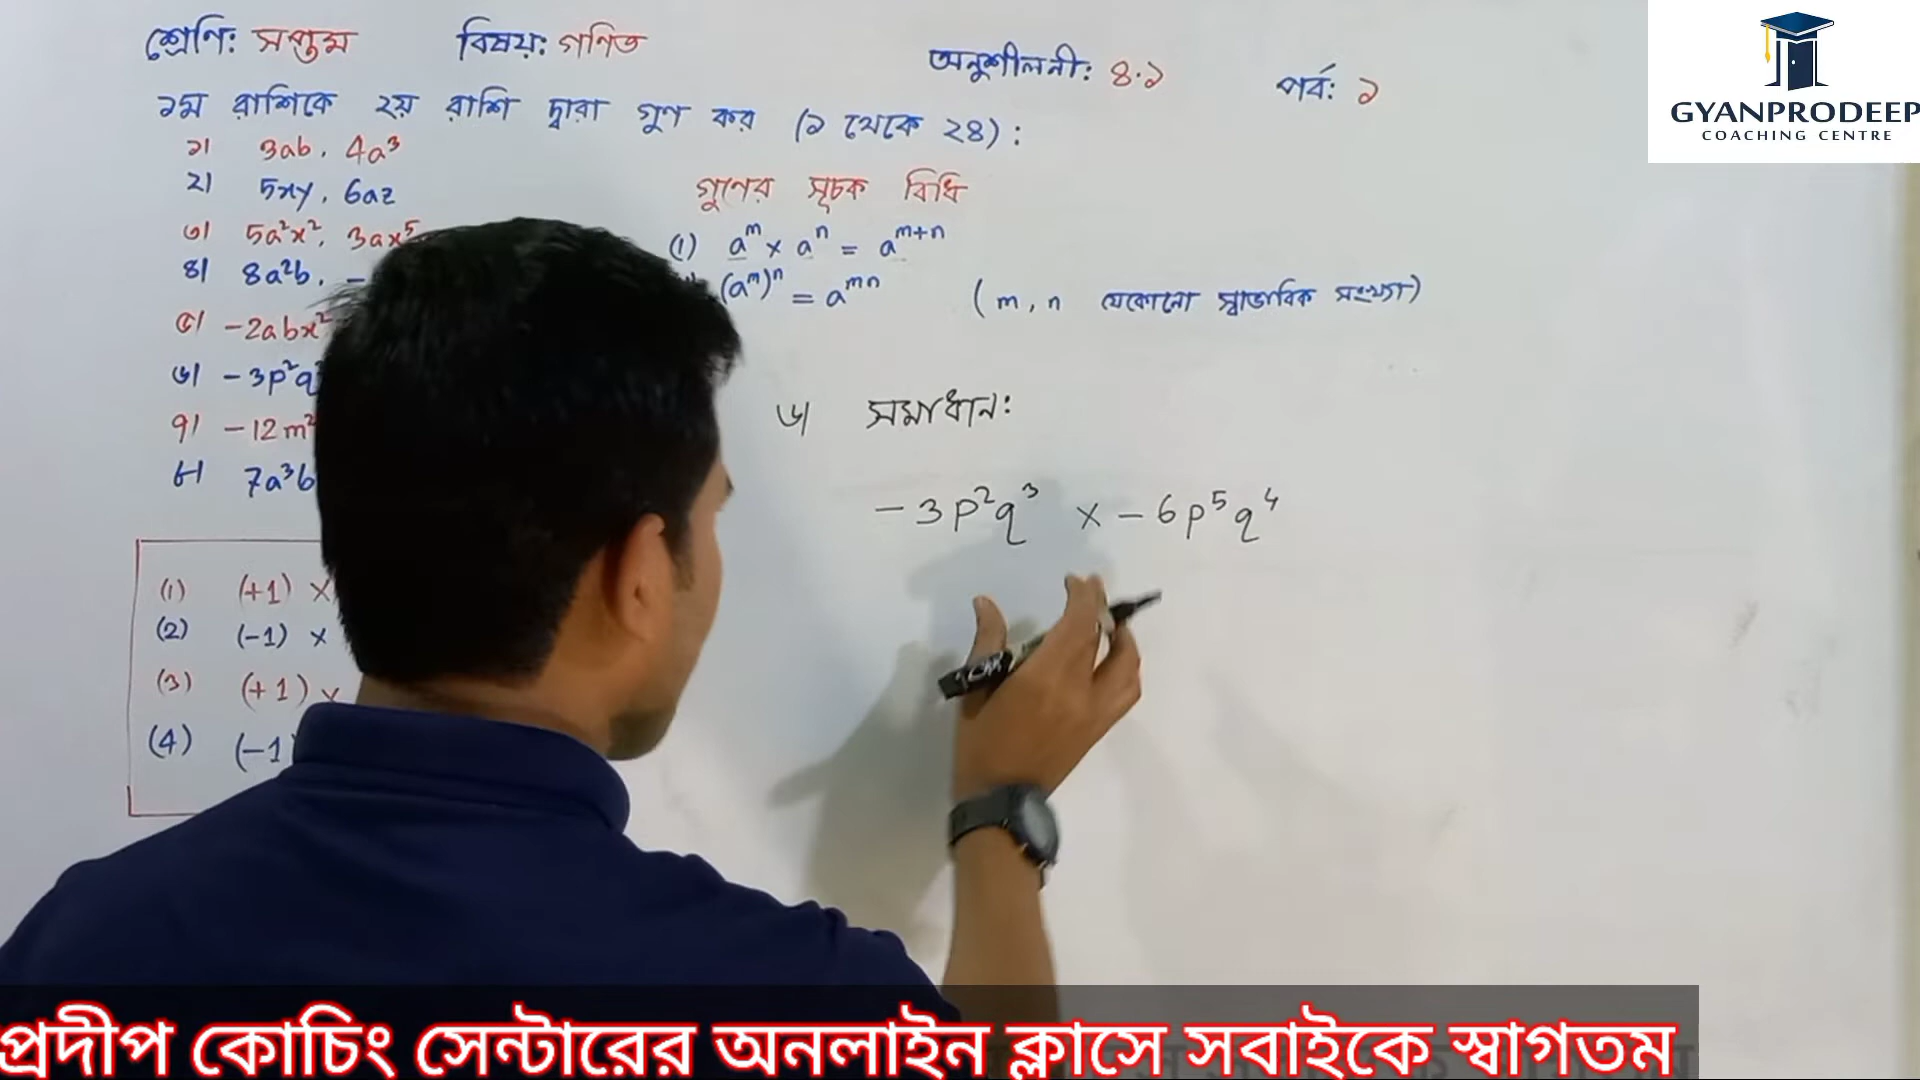 শ্রেণি: সপ্তম বিষয়: গণিত অনুশীলনী: ৪.১ পর্ব: ১
১ম রাশিকে ২য় রাশি দ্বারা গুণ কর (১ থেকে ২৪):
১। 3ab, 4a³
২। 5xy, 6az
৩। 5a²x², 3ax⁵
৪। 8a²b, -
৫। -2abx²
৬। -3p²q³
৭। -12m²
৮। 7a³b
গুণের সূচক বিধি
(1) aᵐ × aⁿ = aᵐ⁺ⁿ
(aᵐ)ⁿ = aᵐⁿ (m, n যেকোনো স্বাভাবিক সংখ্যা)
৬। সমাধান:
-3p²q³ × -6p⁵q⁴
(1) (+1) ×
(2) (-1) ×
(3) (+1) ×
(4) (-1)
GYANPRODEEP
COACHING CENTRE
প্রদীপ কোচিং সেন্টারের অনলাইন ক্লাসে সবাইকে স্বাগতম